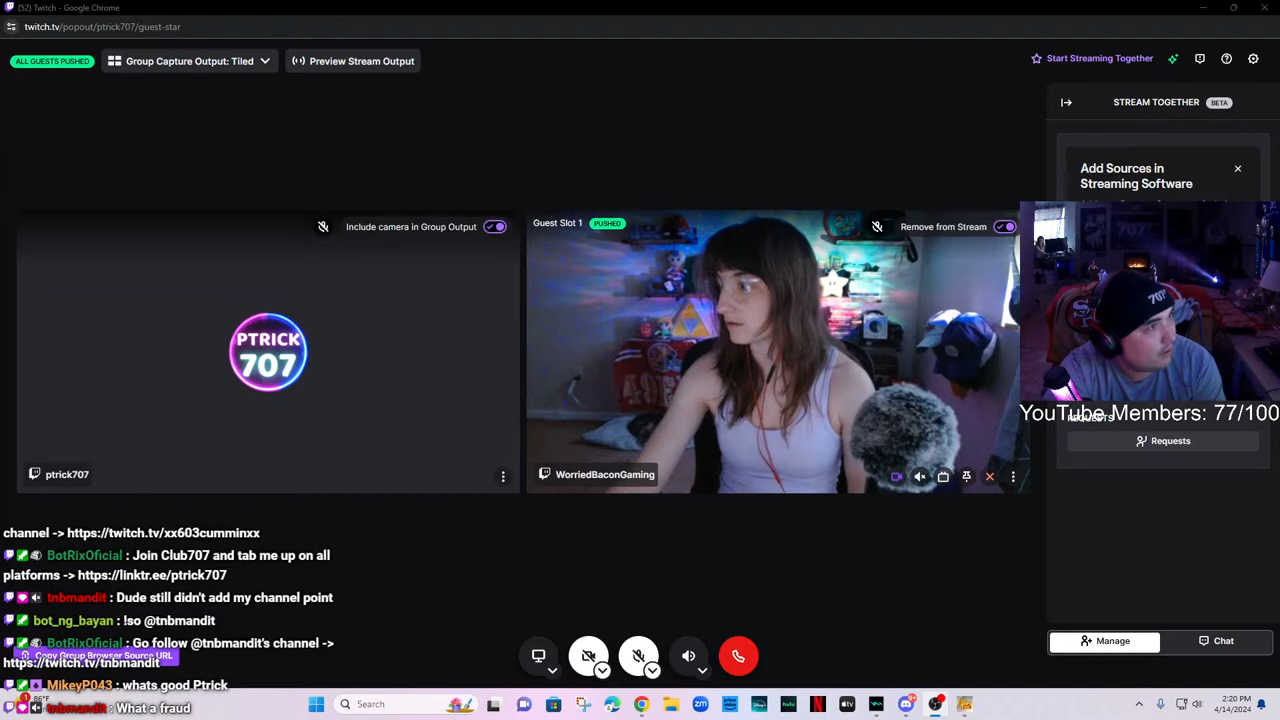 (52) Twitch - Google Chrome
twitch.tv/popout/ptrick707/guest-star
ALL GUESTS PUSHED
Group Capture Output: Tiled
Preview Stream Output
Start Streaming Together
STREAM TOGETHER BETA
Add Sources in
Streaming Software
Include camera in Group Output
Guest Slot 1 PUSHED
Remove from Stream
707
PTRICK
707
YouTube Members: 77/100
REQUESTS
Requests
ptrick707
WorriedBaconGaming
channel -> https://twitch.tv/xx603cumminxx
BotRixOficial : Join Club707 and tab me up on all
platforms -> https://linktr.ee/ptrick707
tnbmandit : Dude still didn't add my channel point
bot_ng_bayan : !so @tnbmandit
BotRixOficial : Go follow @tnbmandit's channel ->
https://twitch.tv/tnbmandit
Copy Group Browser Source URL
MikeyP043 : whats good Ptrick
tnbmandit : What a fraud
Manage
Chat
86°F
Search
2:20 PM
4/14/2024